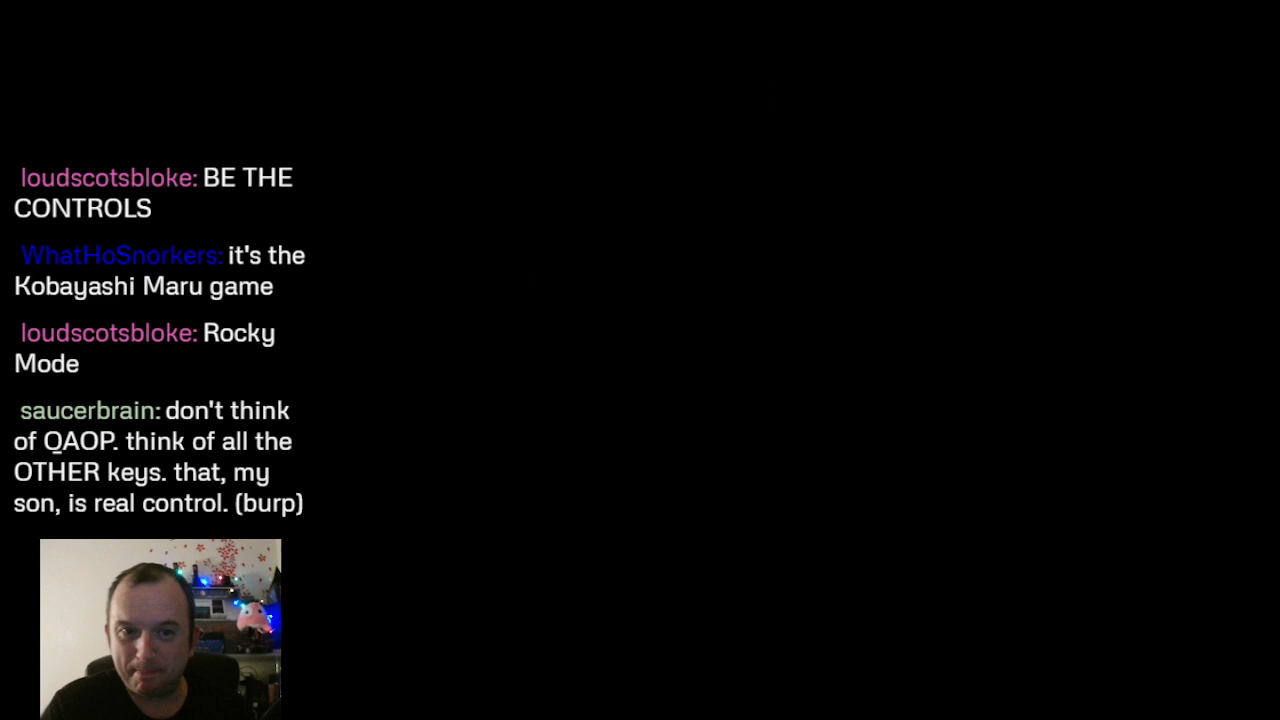 loudscotsbloke: BE THE
CONTROLS
WhatHoSnorkers: it's the
Kobayashi Maru game
loudscotsbloke: Rocky
Mode
saucerbrain: don't think
of QAOP. think of all the
OTHER keys. that, my
son, is real control. (burp)